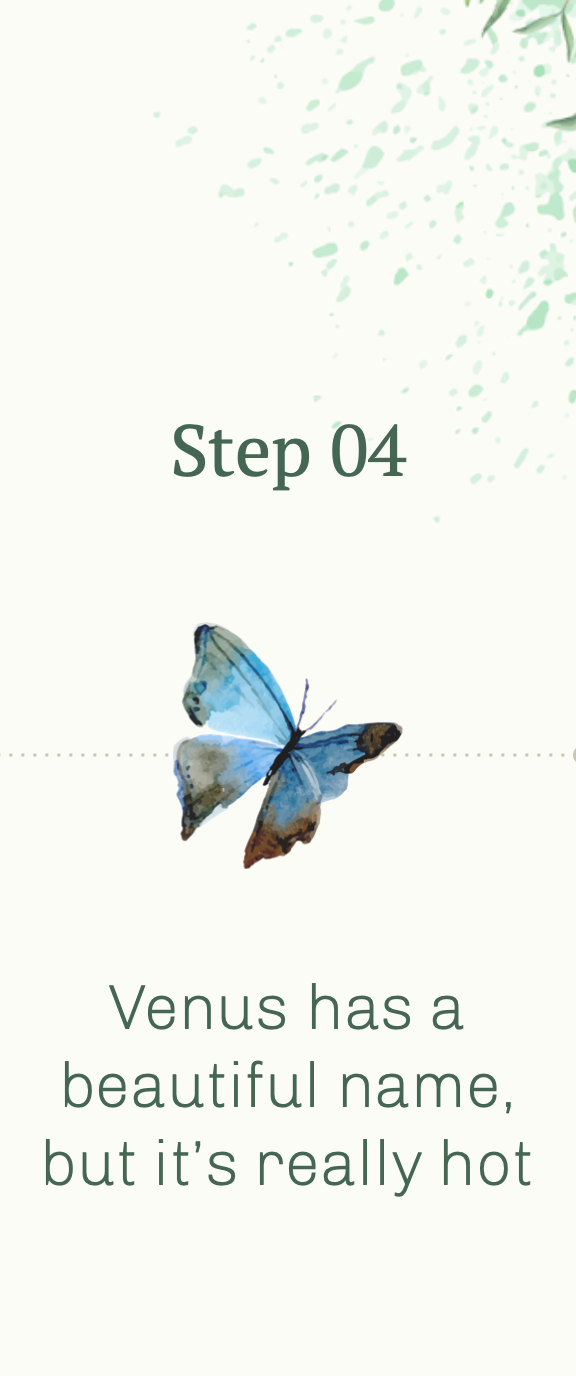 Step 04
Venus has a
beautiful name,
but it’s really hot